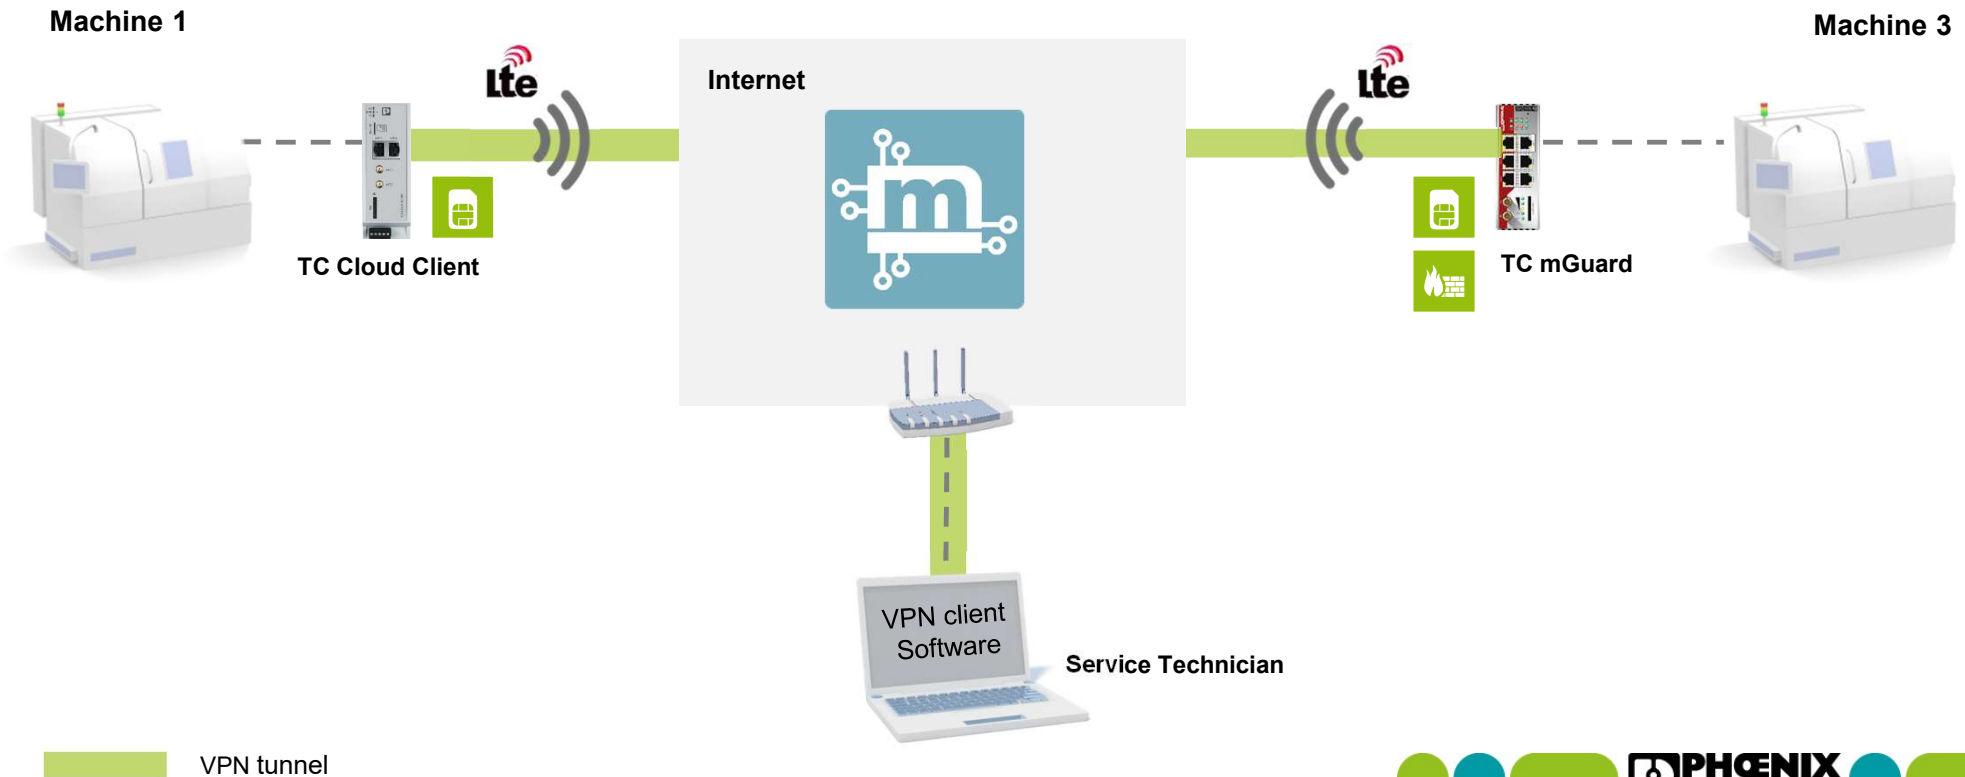 Machine 1
Machine 3
Lte
Internet
Lte
TC Cloud Client
TC mGuard
m
VPN client
Software
Service Technician
VPN tunnel
PHŒNIX